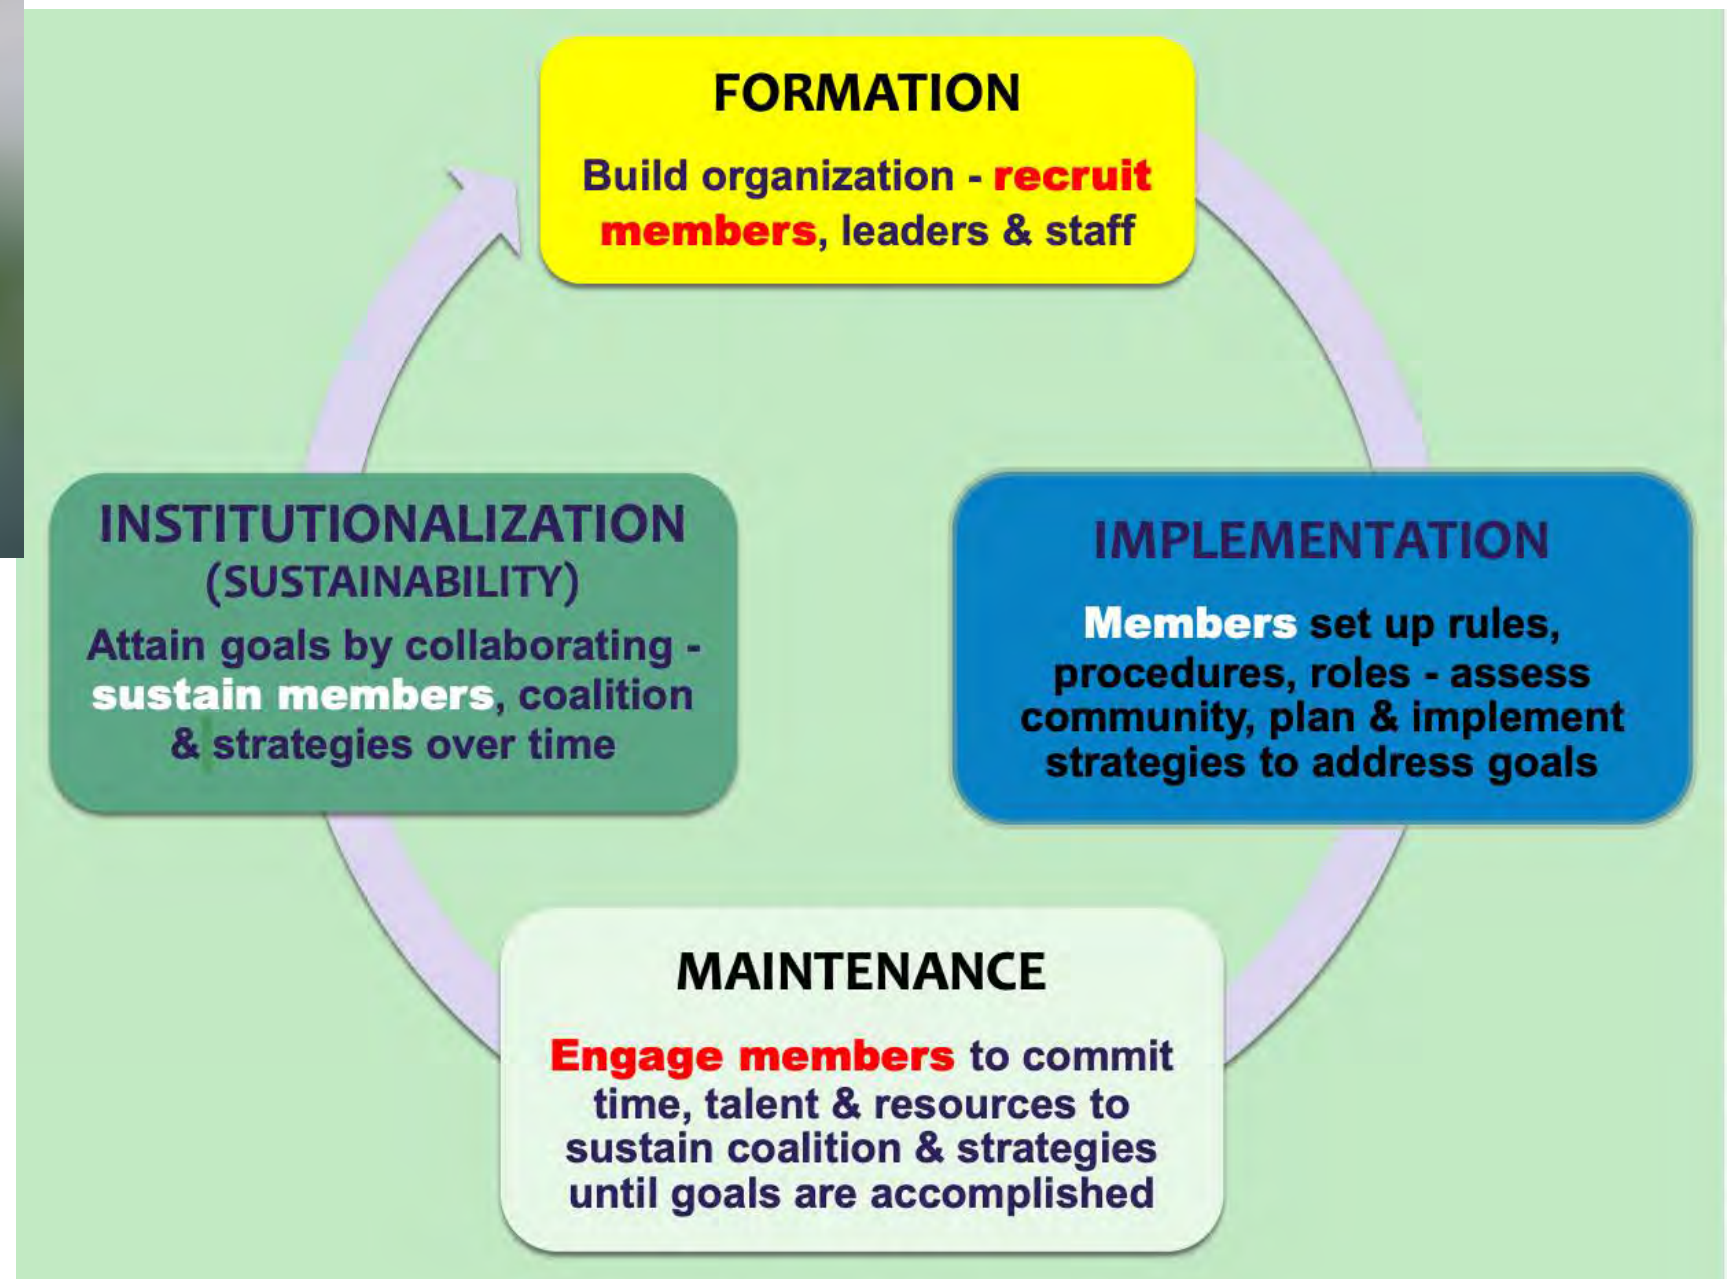 FORMATION
Build organization - recruit
members, leaders & staff
IMPLEMENTATION
Members set up rules,
procedures, roles - assess
community, plan & implement
strategies to address goals
MAINTENANCE
Engage members to commit
time, talent & resources to
sustain coalition & strategies
until goals are accomplished
INSTITUTIONALIZATION
(SUSTAINABILITY)
Attain goals by collaborating -
sustain members, coalition
& strategies over time